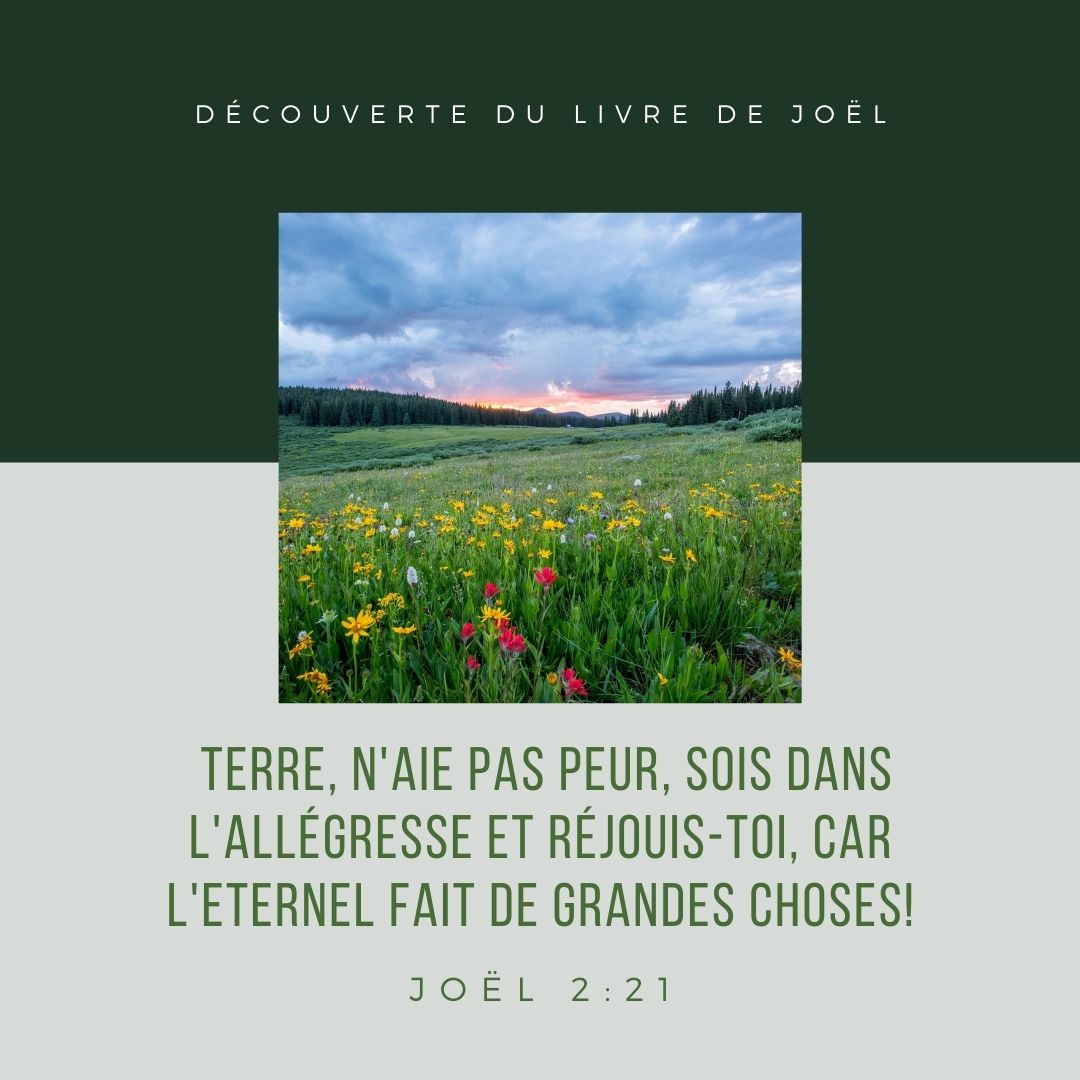 DÉCOUVERTE DU LIVRE DE JOËL
TERRE, N'AIE PAS PEUR, SOIS DANS
L'ALLÉGRESSE ET RÉJOUIS-TOI, CAR
L'ETERNEL FAIT DE GRANDES CHOSES!
JOËL 2:21